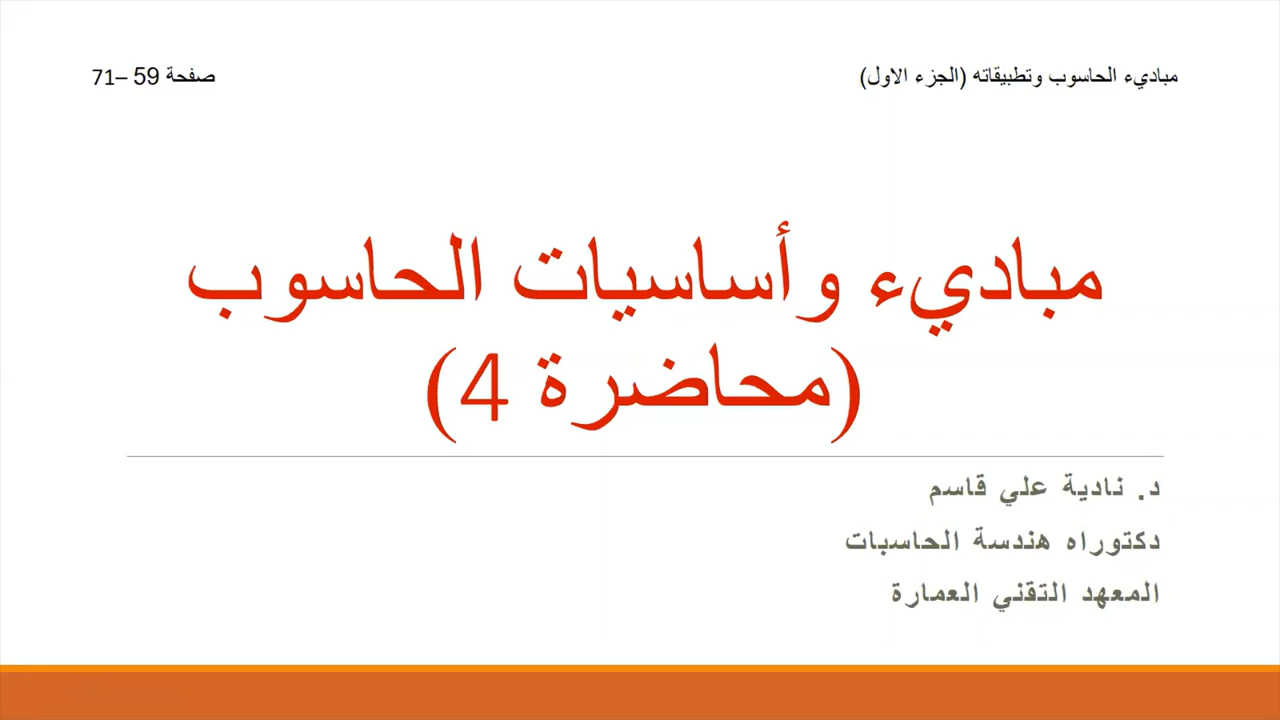 مباديء الحاسوب وتطبيقاته (الجزء الاول)
صفحة 59 –71
مباديء وأساسيات الحاسوب
(محاضرة 4)
د. نادية علي قاسم
دكتوراه هندسة الحاسبات
المعهد التقني العمارة